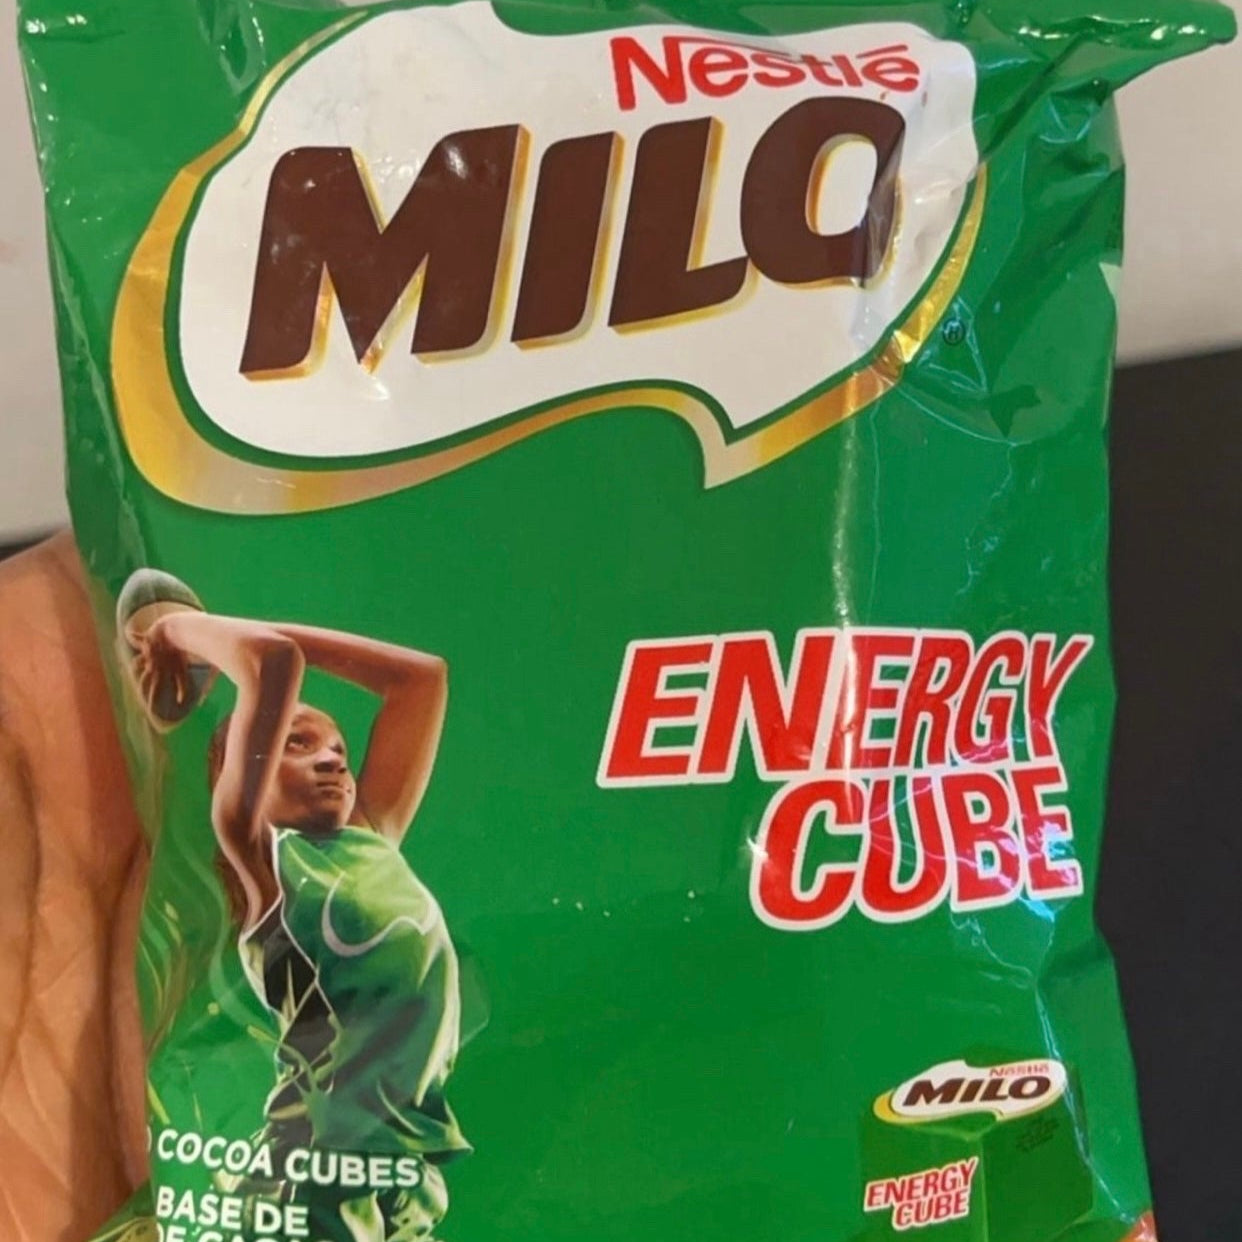 Nestlé
MILO
®
ENERGY
CUBE
Nestlé
MILO
COCOA CUBES
ENERGY
CUBE
BASE DE